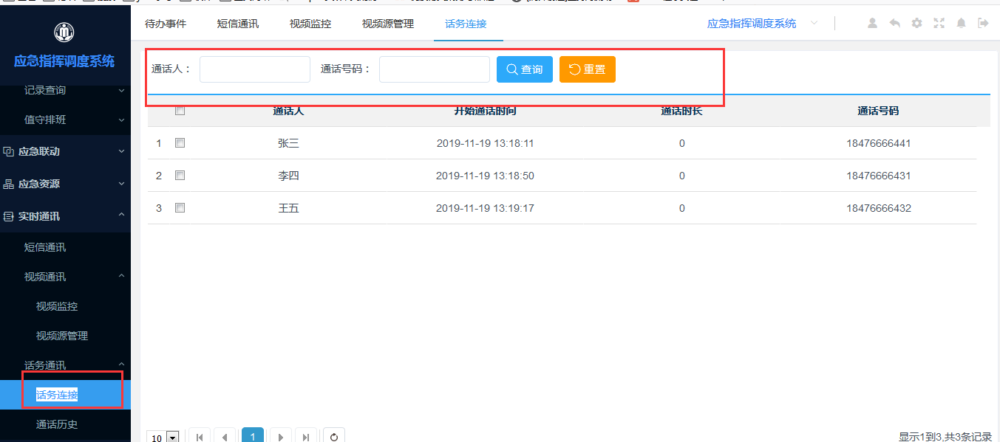 待办事件 短信通讯 视频监控 视频源管理 话务连接 应急指挥调度系统
应急指挥调度系统
记录查询
值守排班
应急联动
应急资源
实时通讯
短信通讯
视频通讯
视频监控
视频源管理
话务通讯
话务连接
通话历史
通话人： 通话号码： 查询 重置
通话人 开始通话时间 通话时长 通话号码
1 张三 2019-11-19 13:18:11 0 18476666441
2 李四 2019-11-19 13:18:50 0 18476666431
3 王五 2019-11-19 13:19:17 0 18476666432
10 1 显示1到3,共3条记录